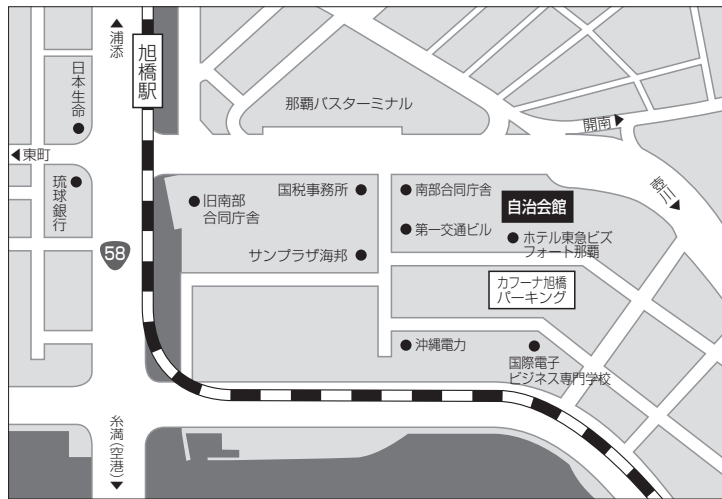 浦添
旭橋駅
日本生命
那覇バスターミナル
開南
東町
琉球銀行
旧南部
合同庁舎
国税事務所
南部合同庁舎
自治会館
壺川
第一交通ビル
サンプラザ海邦
ホテル東急ビズ
フォート那覇
58
カフーナ旭橋
パーキング
沖縄電力
国際電子
ビジネス専門学校
糸満(空港)